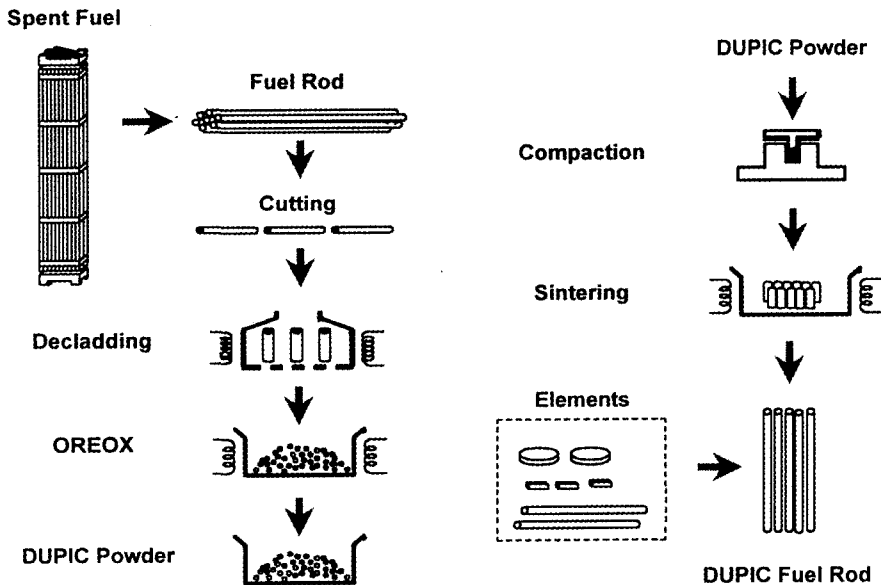 Spent Fuel
Fuel Rod
Cutting
Decladding
OREOX
DUPIC Powder
DUPIC Powder
Compaction
Sintering
Elements
DUPIC Fuel Rod